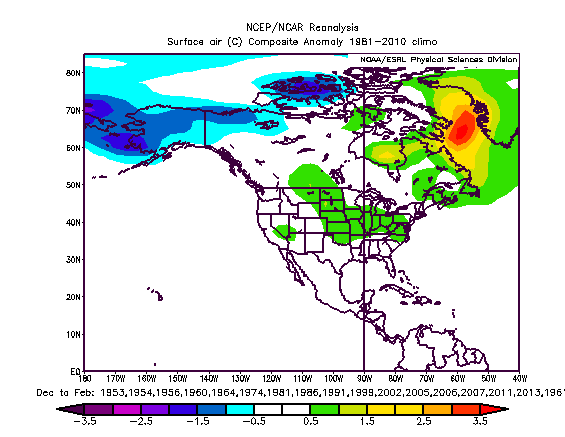 NCEP/NCAR Reanalysis
Surface air (C) Composite Anomaly 1981-2010 climo
NOAA/ESRL Physical Sciences Division
80N
70N
60N
50N
40N
30N
20N
10N
EQ
180 170W 160W 150W 140W 130W 120W 110W 100W 90W 80W 70W 60W 50W 40W
Dec to Feb: 1953,1954,1956,1960,1964,1974,1981,1986,1991,1999,2002,2005,2006,2007,2011,2013,196
-3.5 -2.5 -1.5 -0.5 0.5 1.5 2.5 3.5